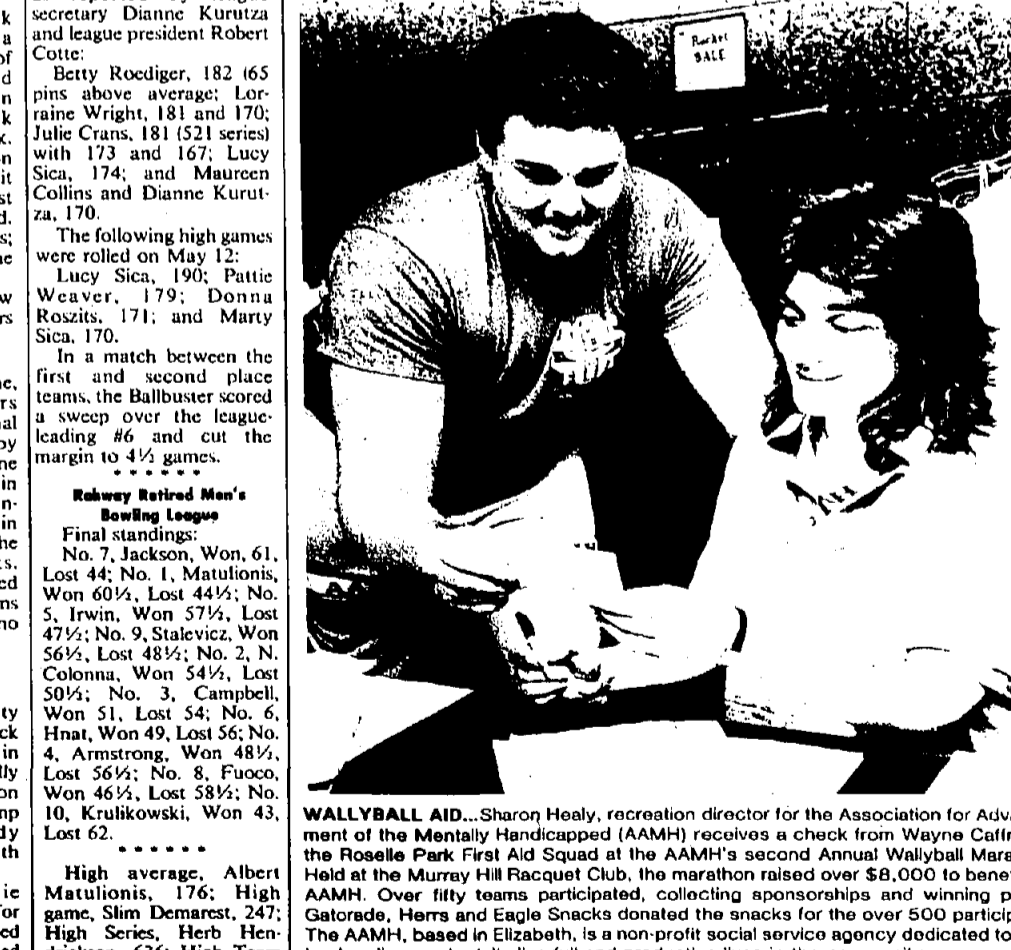 secretary Dianne Kurutza
and league president Robert
Cotte:
Betty Roediger, 182 (65
pins above average; Lor-
raine Wright, 181 and 170;
Julie Crans, 181 (521 series)
with 173 and 167; Lucy
Sica, 174; and Maureen
Collins and Dianne Kurut-
za, 170.
The following high games
were rolled on May 12:
Lucy Sica, 190; Pattie
Weaver, 179; Donna
Roszits, 171; and Marty
Sica, 170.
In a match between the
first and second place
teams, the Ballbuster scored
a sweep over the league-
leading #6 and cut the
margin to 4½ games.
* * * * * *
Rahway Retired Men's
Bowling League
Final standings:
No. 7, Jackson, Won, 61,
Lost 44; No. 1, Matulionis,
Won 60½, Lost 44½; No.
5, Irwin, Won 57½, Lost
47½; No. 9, Stalevicz, Won
56½, Lost 48½; No. 2, N.
Colonna, Won 54½, Lost
50½; No. 3, Campbell,
Won 51, Lost 54; No. 6,
Hnat, Won 49, Lost 56; No.
4, Armstrong, Won 48½,
Lost 56½; No. 8, Fuoco,
Won 46½, Lost 58½; No.
10, Krulikowski, Won 43,
Lost 62.
* * * * * *
High average, Albert
Matulionis, 176; High
game, Slim Demarest, 247;
High Series, Herb Hen-
Racket
SALE
WALLYBALL AID...Sharon Healy, recreation director for the Association for Adv
ment of the Mentally Handicapped (AAMH) receives a check from Wayne Caffr
the Roselle Park First Aid Squad at the AAMH's second Annual Wallyball Mara
Held at the Murray Hill Racquet Club, the marathon raised over $8,000 to bene
AAMH. Over fifty teams participated, collecting sponsorships and winning p
Gatorade, Herrs and Eagle Snacks donated the snacks for the over 500 particip
The AAMH, based in Elizabeth, is a non-profit social service agency dedicated to